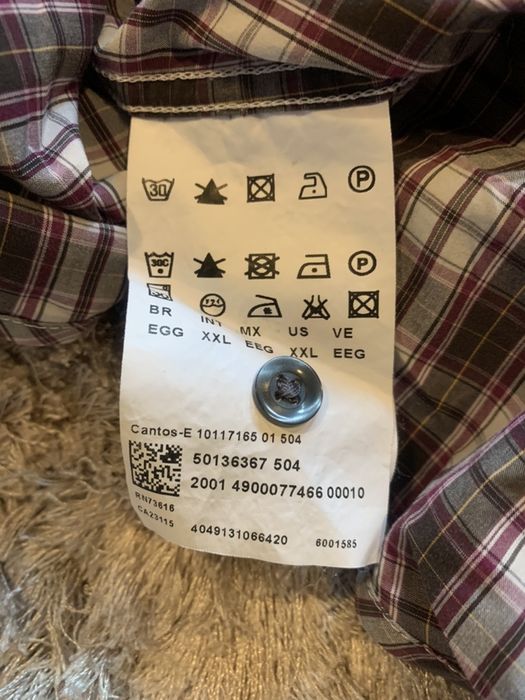 30 P
30C P
BR INT MX US VE
EGG XXL EEG XXL EEG
Cantos-E 10117165 01 504
50136367 504
2001 4900077466 00010
RN73616
CA23115
4049131066420 6001585